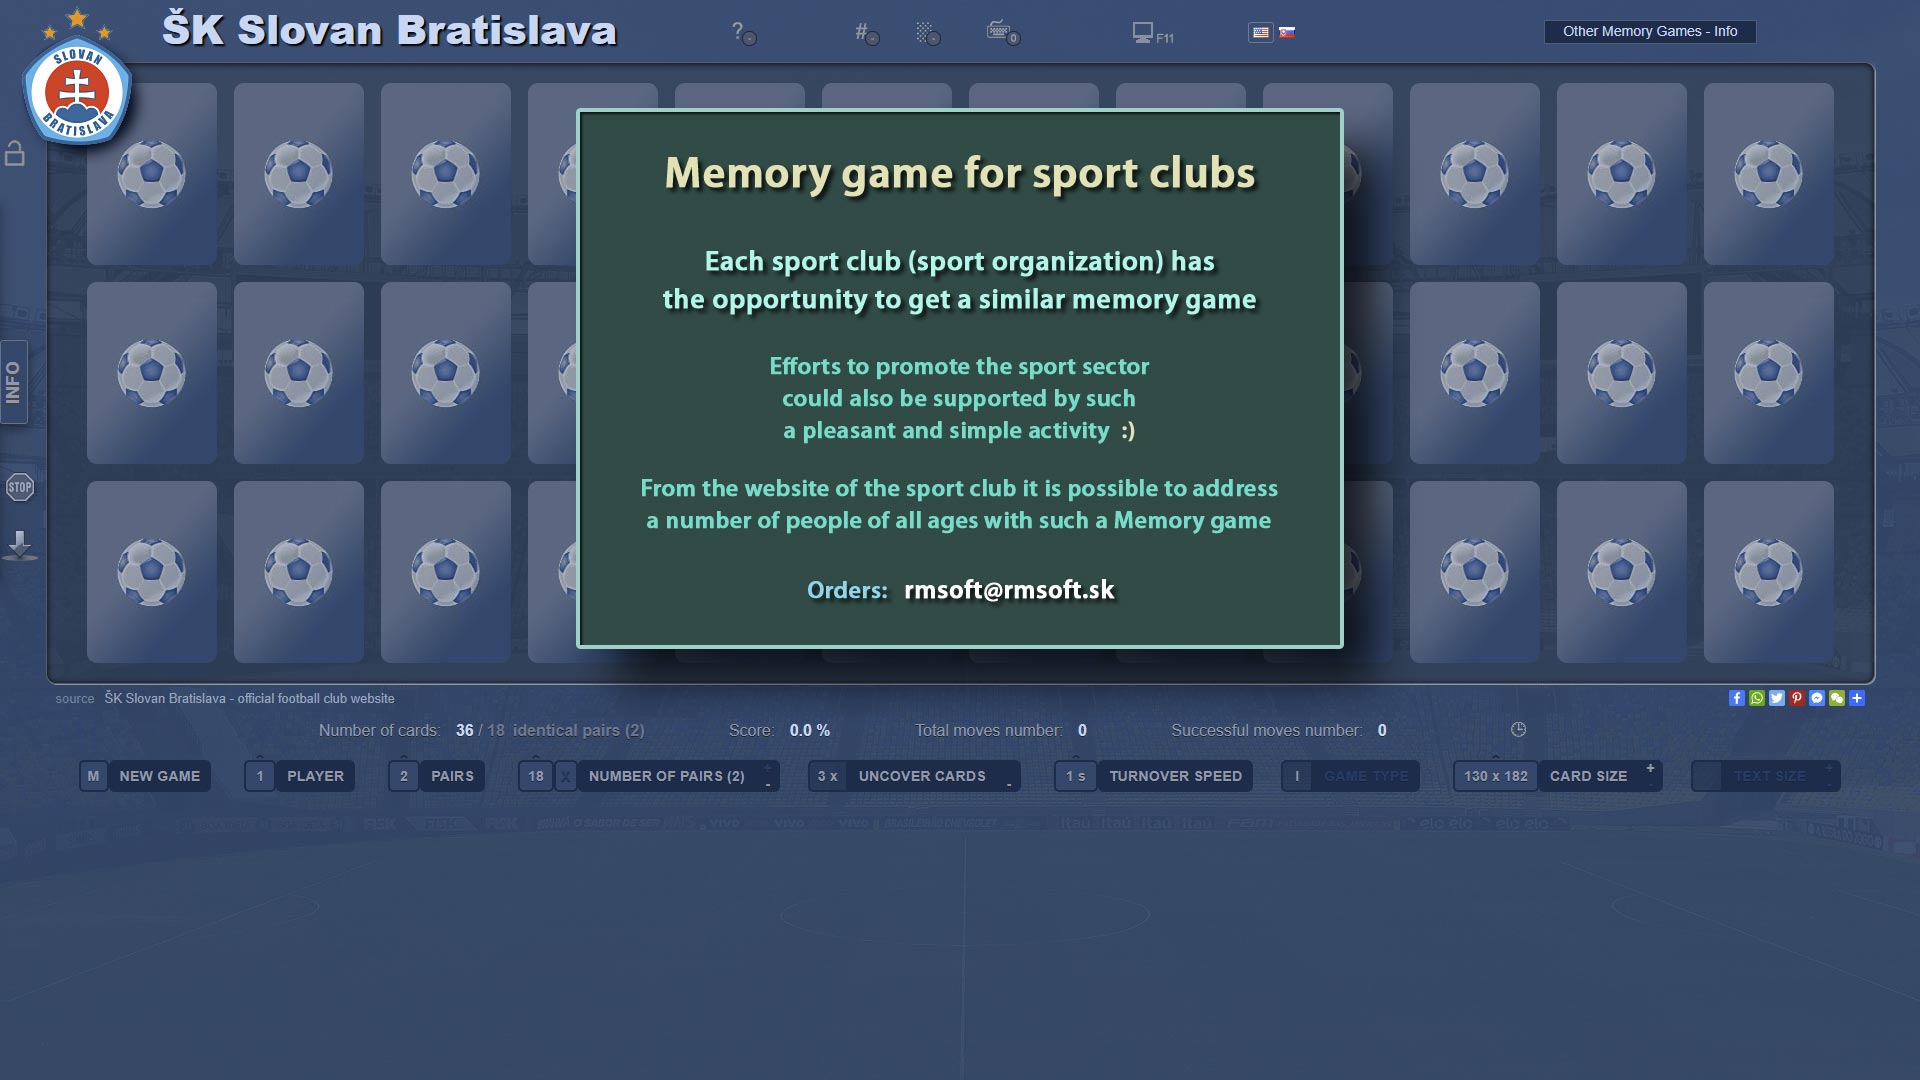 ŠK Slovan Bratislava
? -
#
0
F11
Other Memory Games - Info
SLOVAN
BRATISLAVA
INFO
STOP
Memory game for sport clubs
Each sport club (sport organization) has
the opportunity to get a similar memory game
Efforts to promote the sport sector
could also be supported by such
a pleasant and simple activity :)
From the website of the sport club it is possible to address
a number of people of all ages with such a Memory game
Orders: rmsoft@rmsoft.sk
source ŠK Slovan Bratislava - official football club website
Number of cards: 36 / 18 identical pairs (2) Score: 0.0 % Total moves number: 0 Successful moves number: 0
M NEW GAME 1 PLAYER 2 PAIRS 18 X NUMBER OF PAIRS (2) + - 3 x UNCOVER CARDS - 1 s TURNOVER SPEED I GAME TYPE 130 x 182 CARD SIZE + - TEXT SIZE + -